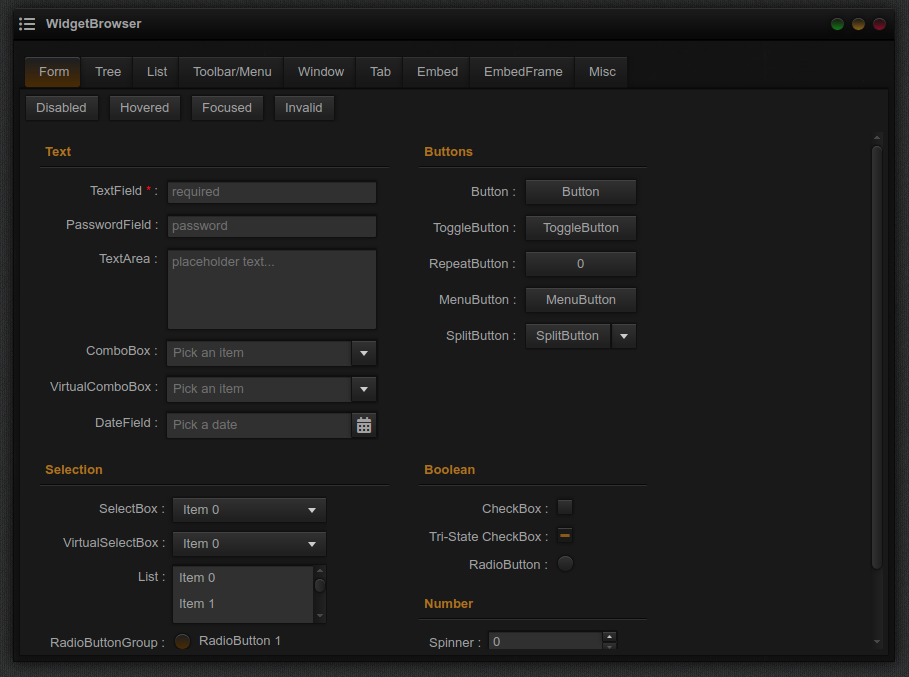 WidgetBrowser
Form Tree List Toolbar/Menu Window Tab Embed EmbedFrame Misc
Disabled Hovered Focused Invalid
Text
TextField * : required
PasswordField : password
TextArea : placeholder text...
ComboBox : Pick an item
VirtualComboBox : Pick an item
DateField : Pick a date
Buttons
Button : Button
ToggleButton : ToggleButton
RepeatButton : 0
MenuButton : MenuButton
SplitButton : SplitButton
Selection
SelectBox : Item 0
VirtualSelectBox : Item 0
List : Item 0
Item 1
RadioButtonGroup : RadioButton 1
Boolean
CheckBox :
Tri-State CheckBox :
RadioButton :
Number
Spinner : 0